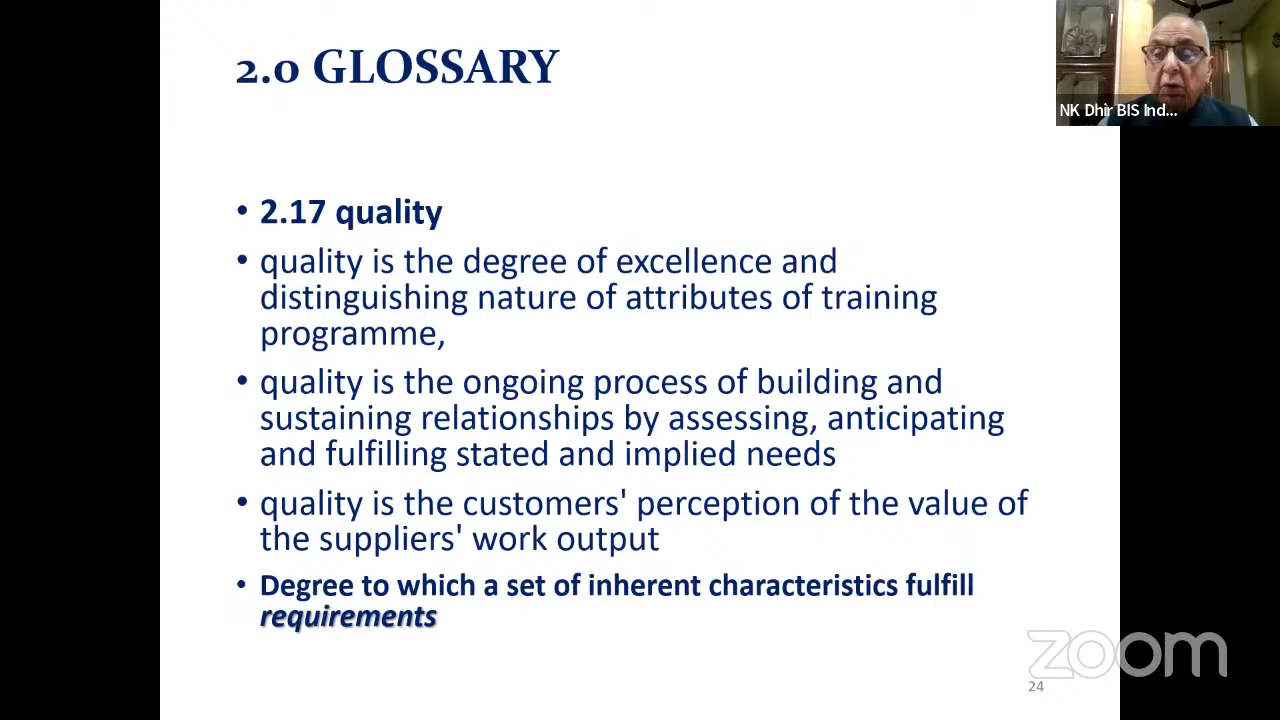 2.0 GLOSSARY
NK Dhir BIS Ind...
• 2.17 quality
• quality is the degree of excellence and
distinguishing nature of attributes of training
programme,
• quality is the ongoing process of building and
sustaining relationships by assessing, anticipating
and fulfilling stated and implied needs
• quality is the customers' perception of the value of
the suppliers' work output
• Degree to which a set of inherent characteristics fulfill
requirements
zoom
24